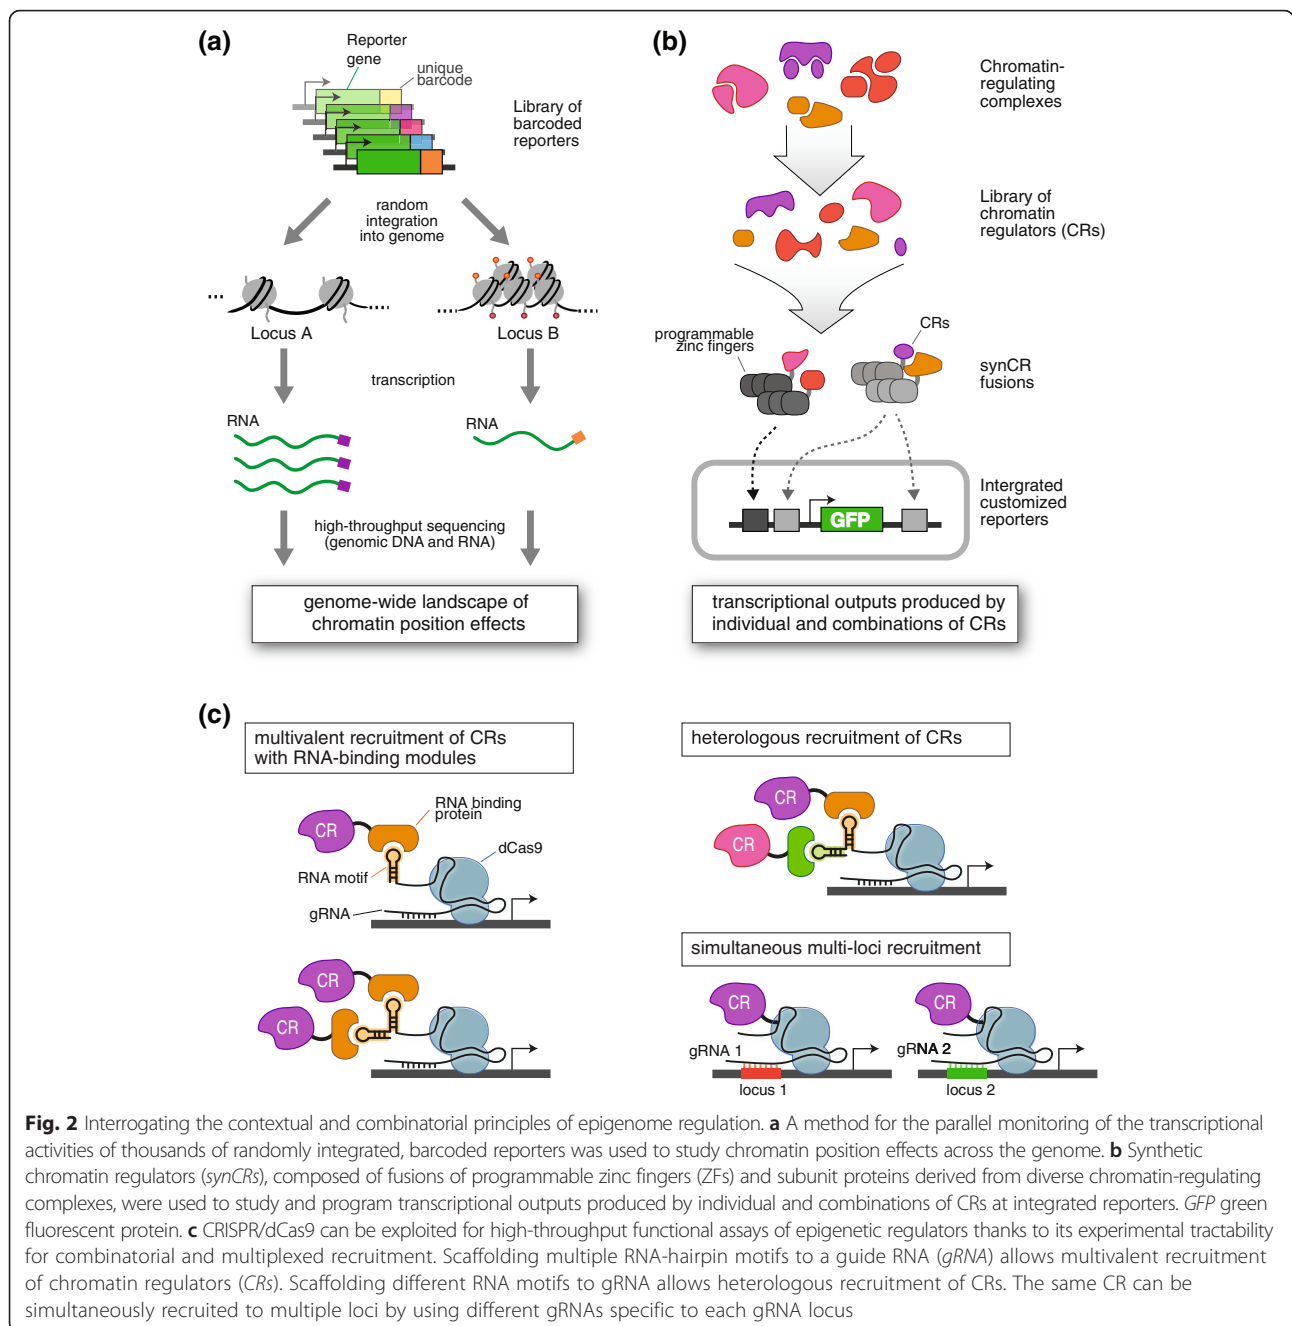 (a)
Reporter
gene
unique
barcode
Library of
barcoded
reporters
random
integration
into genome
Locus A
Locus B
transcription
RNA
RNA
high-throughput sequencing
(genomic DNA and RNA)
genome-wide landscape of
chromatin position effects
(b)
Chromatin-
regulating
complexes
Library of
chromatin
regulators (CRs)
programmable
zinc fingers
CRs
synCR
fusions
GFP
Intergrated
customized
reporters
transcriptional outputs produced by
individual and combinations of CRs
(c)
multivalent recruitment of CRs
with RNA-binding modules
CR
RNA binding
protein
dCas9
RNA motif
gRNA
CR
CR
heterologous recruitment of CRs
CR
CR
simultaneous multi-loci recruitment
CR
gRNA 1
locus 1
CR
gRNA 2
locus 2
Fig. 2 Interrogating the contextual and combinatorial principles of epigenome regulation. a A method for the parallel monitoring of the transcriptional
activities of thousands of randomly integrated, barcoded reporters was used to study chromatin position effects across the genome. b Synthetic
chromatin regulators (synCRs), composed of fusions of programmable zinc fingers (ZFs) and subunit proteins derived from diverse chromatin-regulating
complexes, were used to study and program transcriptional outputs produced by individual and combinations of CRs at integrated reporters. GFP green
fluorescent protein. c CRISPR/dCas9 can be exploited for high-throughput functional assays of epigenetic regulators thanks to its experimental tractability
for combinatorial and multiplexed recruitment. Scaffolding multiple RNA-hairpin motifs to a guide RNA (gRNA) allows multivalent recruitment
of chromatin regulators (CRs). Scaffolding different RNA motifs to gRNA allows heterologous recruitment of CRs. The same CR can be
simultaneously recruited to multiple loci by using different gRNAs specific to each gRNA locus